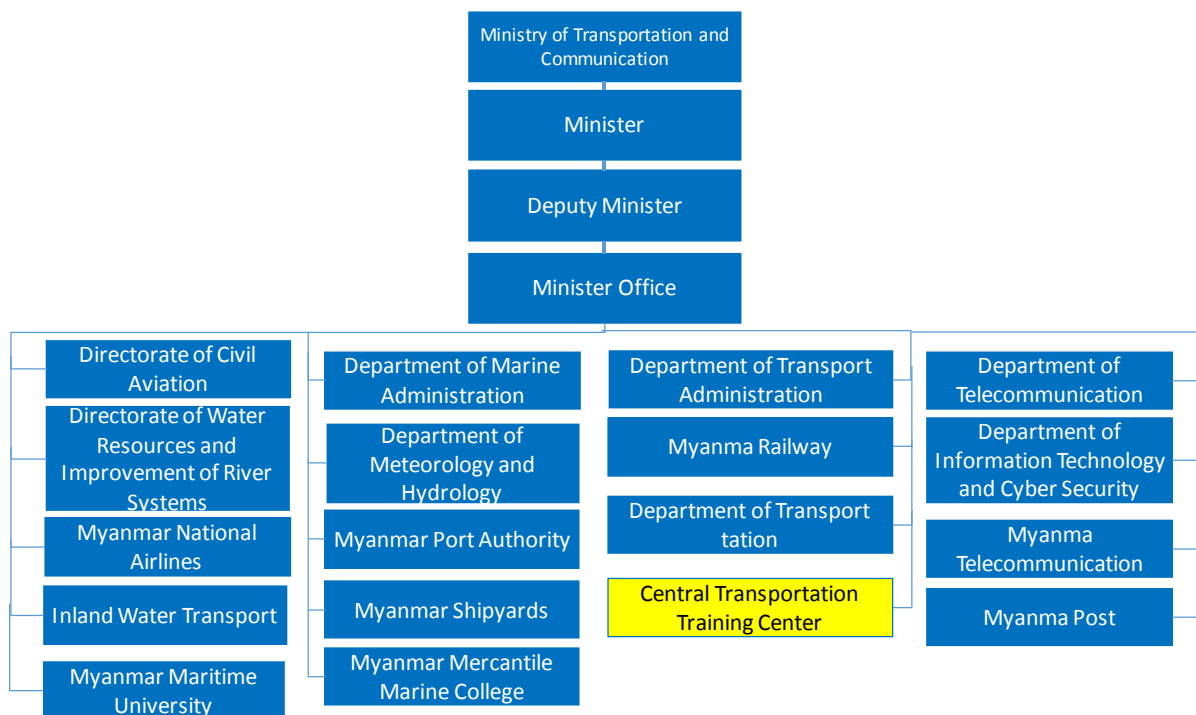 Ministry of Transportation and
Communication
Minister
Deputy Minister
Minister Office
Directorate of Civil
Aviation
Directorate of Water
Resources and
Improvement of River
Systems
Myanmar National
Airlines
Inland Water Transport
Myanmar Maritime
University
Department of Marine
Administration
Department of
Meteorology and
Hydrology
Myanmar Port Authority
Myanmar Shipyards
Myanmar Mercantile
Marine College
Department of Transport
Administration
Myanma Railway
Department of Transport
tation
Central Transportation
Training Center
Department of
Telecommunication
Department of
Information Technology
and Cyber Security
Myanma
Telecommunication
Myanma Post